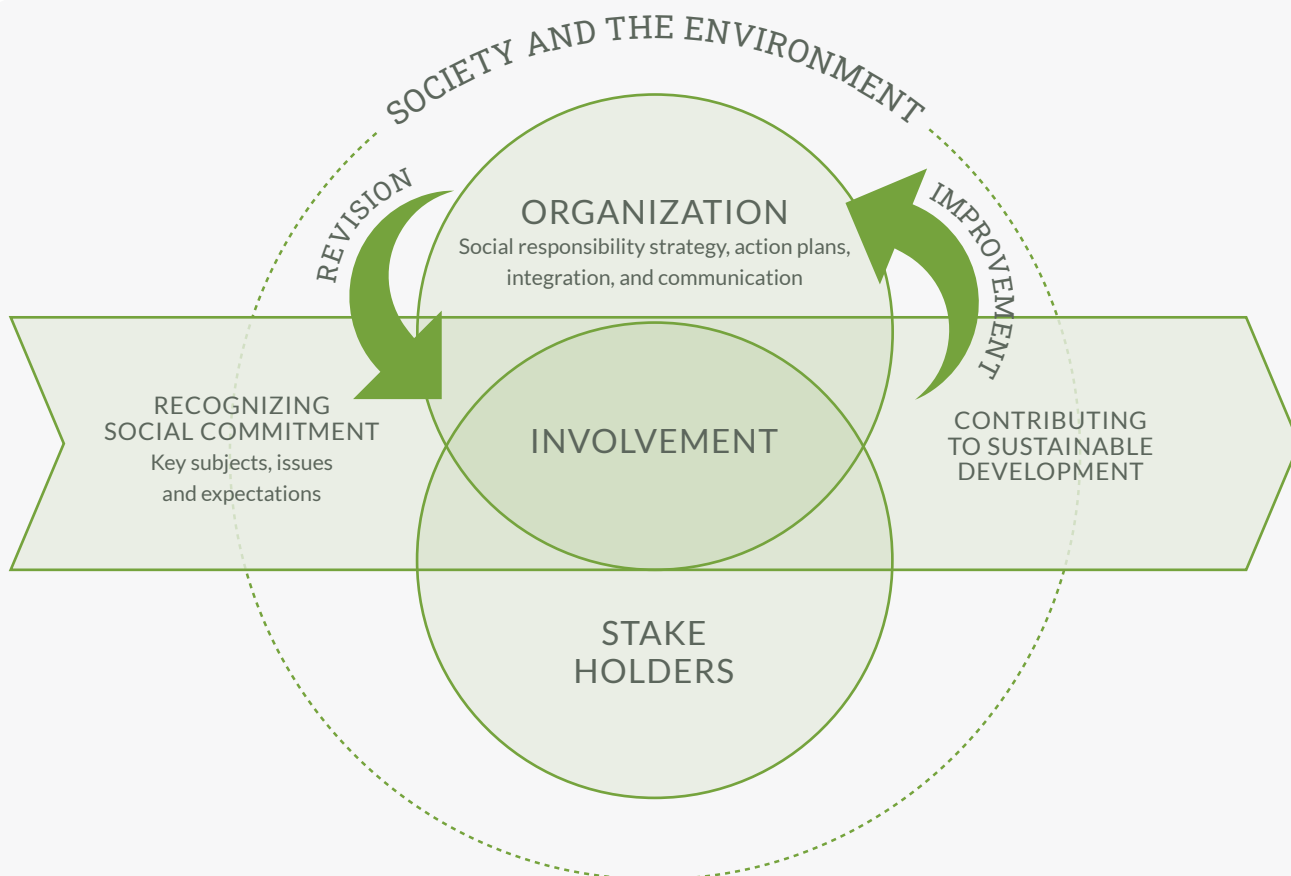 SOCIETY AND THE ENVIRONMENT
REVISION
IMPROVEMENT
ORGANIZATION
Social responsibility strategy, action plans,
integration, and communication
RECOGNIZING
SOCIAL COMMITMENT
Key subjects, issues
and expectations
INVOLVEMENT
CONTRIBUTING
TO SUSTAINABLE
DEVELOPMENT
STAKE
HOLDERS